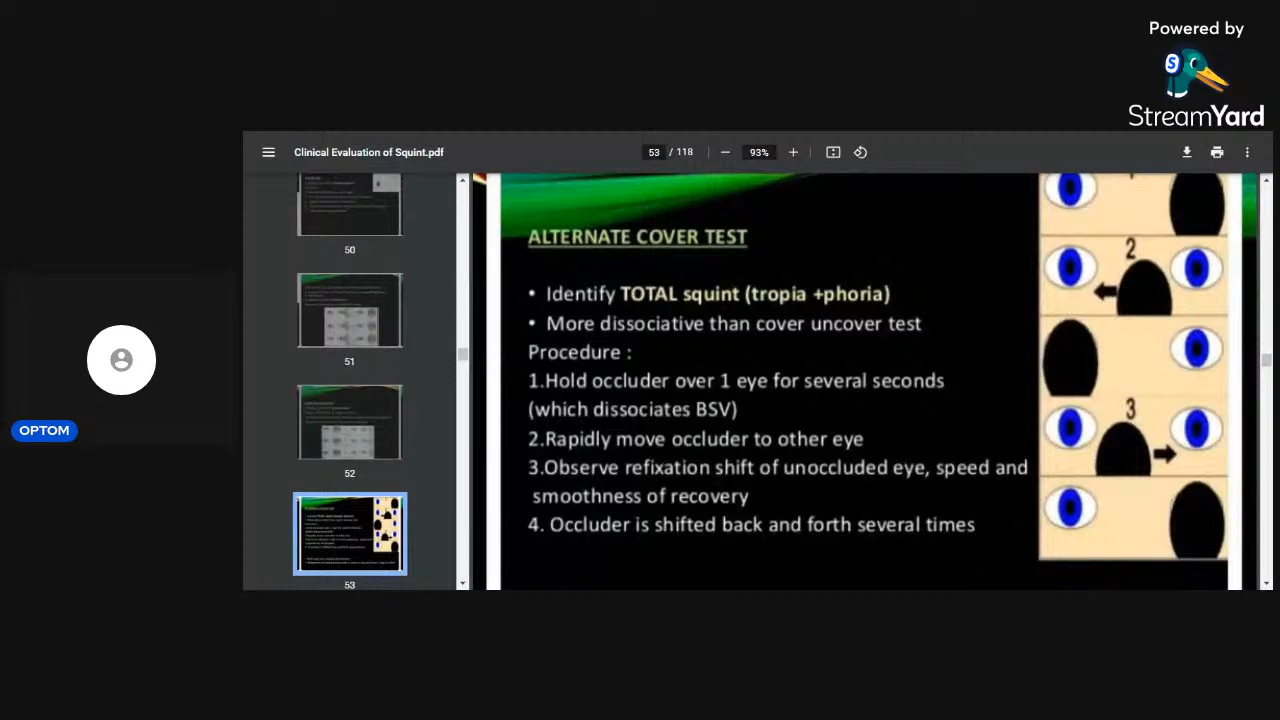 Powered by
S
StreamYard
Clinical Evaluation of Squint.pdf
53 / 118
93%
50
51
52
53
OPTOM
ALTERNATE COVER TEST
• Identify TOTAL squint (tropia +phoria)
• More dissociative than cover uncover test
Procedure :
1.Hold occluder over 1 eye for several seconds
(which dissociates BSV)
2.Rapidly move occluder to other eye
3.Observe refixation shift of unoccluded eye, speed and
smoothness of recovery
4. Occluder is shifted back and forth several times
2
3